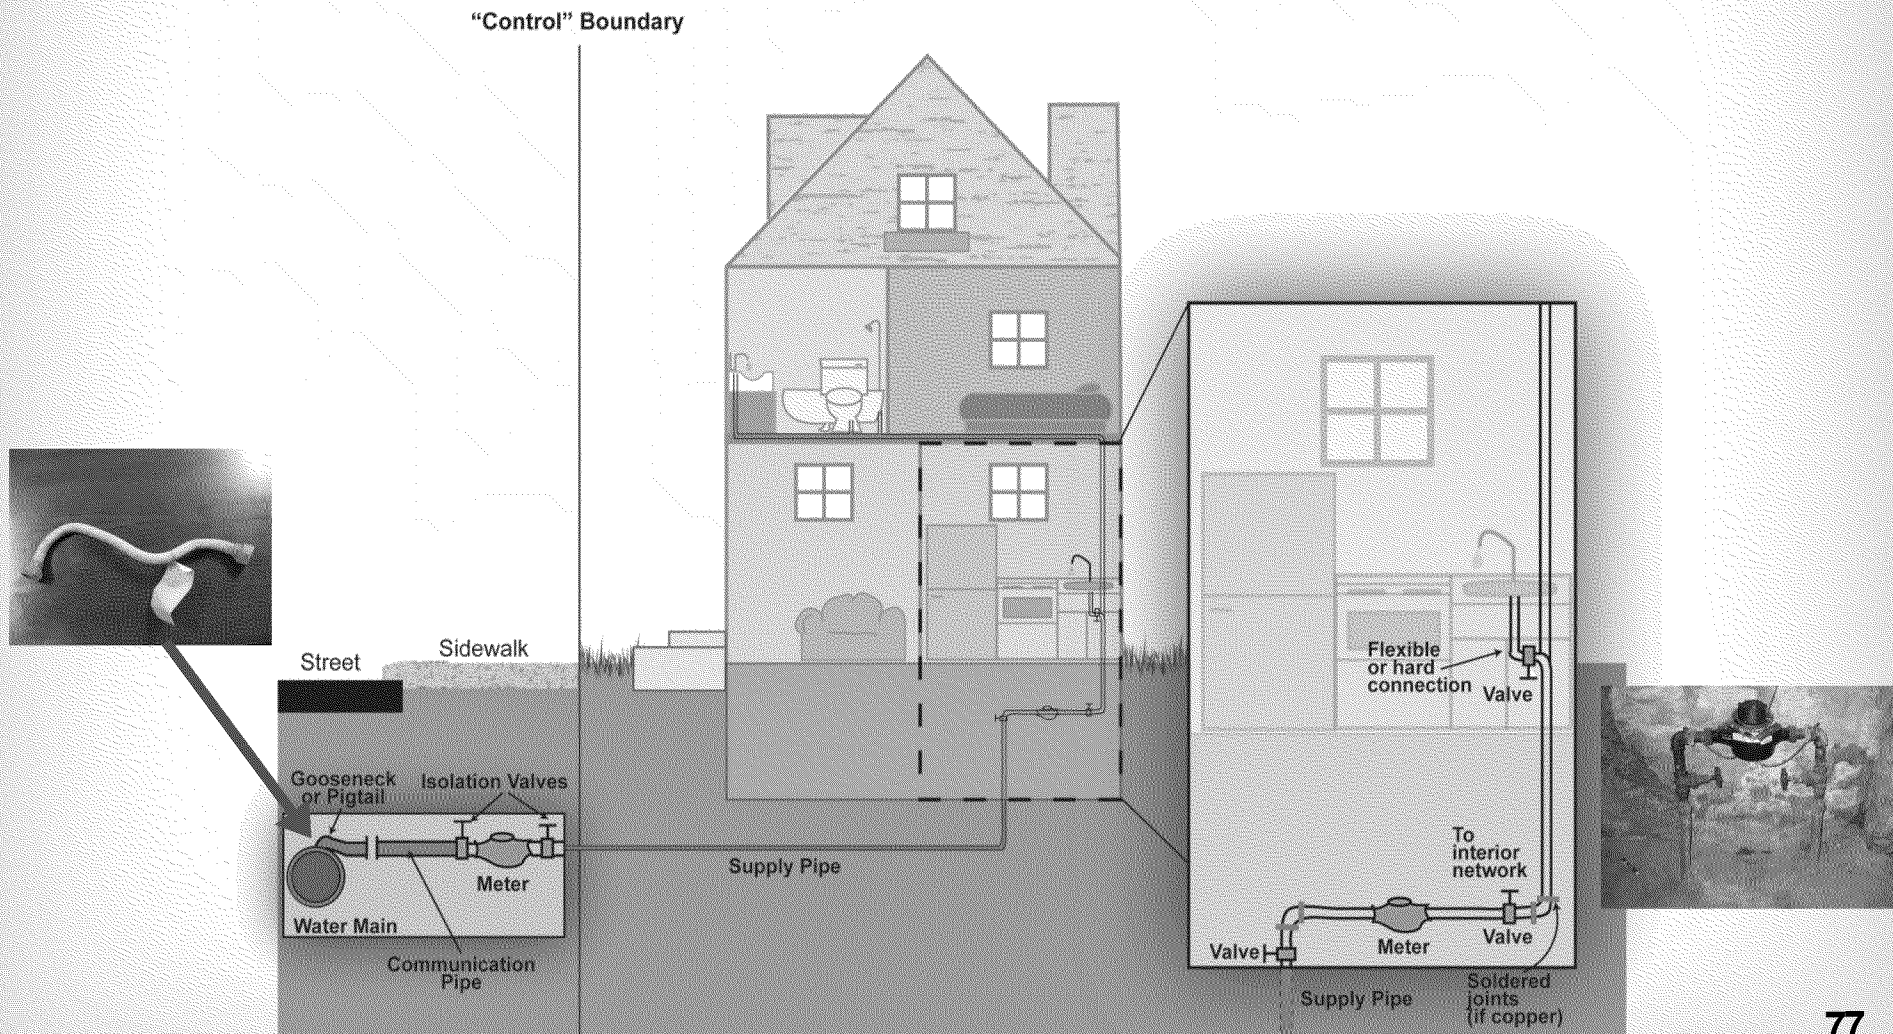 “Control” Boundary
Street
Sidewalk
Gooseneck
or Pigtail
Isolation Valves
Meter
Water Main
Communication
Pipe
Supply Pipe
Flexible
or hard
connection
Valve
To
interior
network
Valve
Meter
Valve
Supply Pipe
Soldered
joints
(if copper)
77